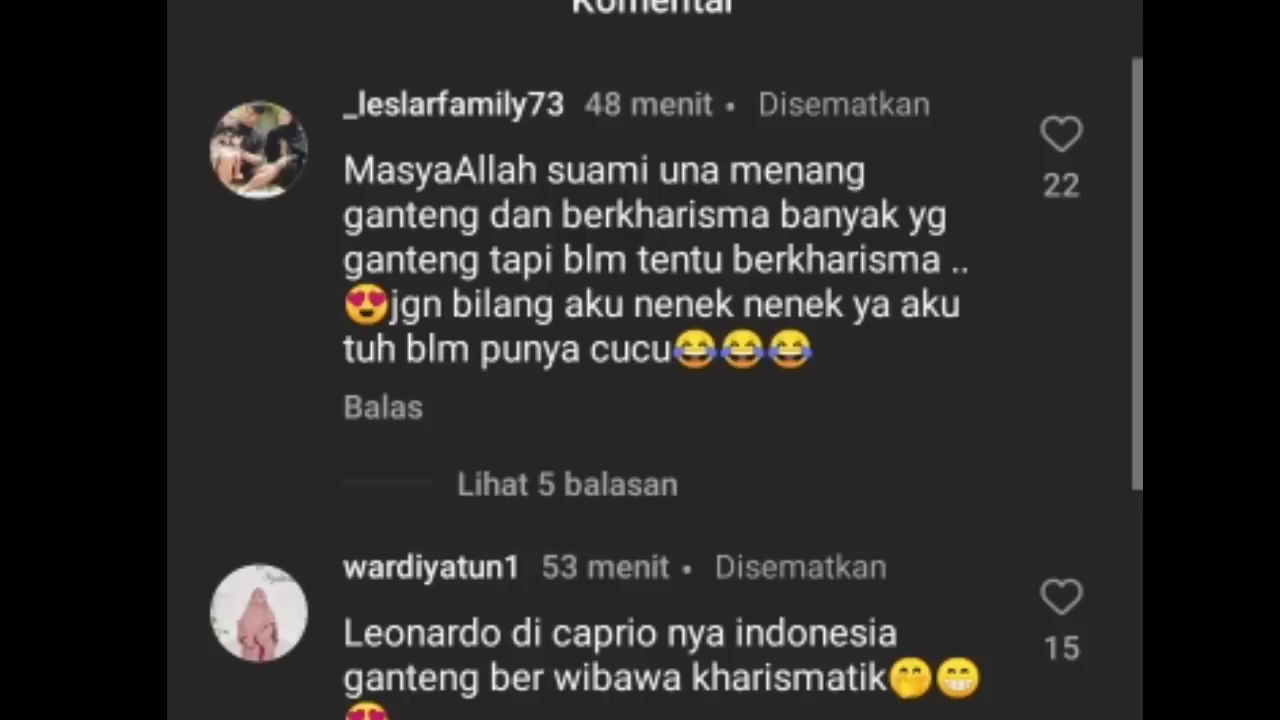 Komentar
_leslarfamily73 48 menit • Disematkan
MasyaAllah suami una menang
ganteng dan berkharisma banyak yg
ganteng tapi blm tentu berkharisma ..
😍jgn bilang aku nenek nenek ya aku
tuh blm punya cucu😂😂😂
22
Balas
Lihat 5 balasan
wardiyatun1 53 menit • Disematkan
Leonardo di caprio nya indonesia
ganteng ber wibawa kharismatik🤭😁
😍
15